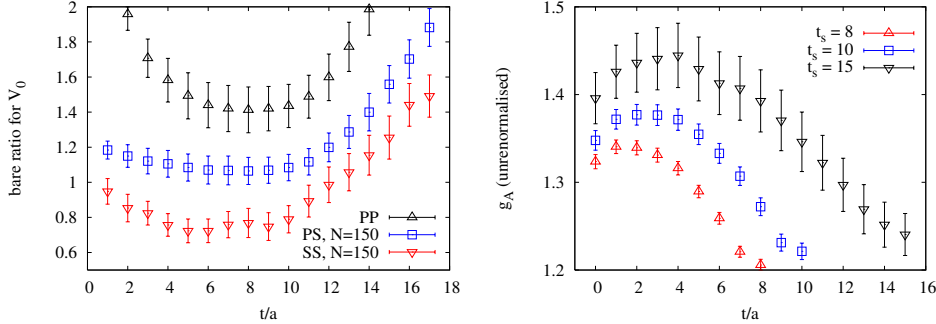 2
1.8
1.6
1.4
1.2
1
0.8
0.6
bare ratio for V0
PP
PS, N=150
SS, N=150
0 2 4 6 8 10 12 14 16 18
t/a
1.5
1.4
1.3
1.2
gA (unrenormalised)
ts = 8
ts = 10
ts = 15
0 2 4 6 8 10 12 14 16
t/a